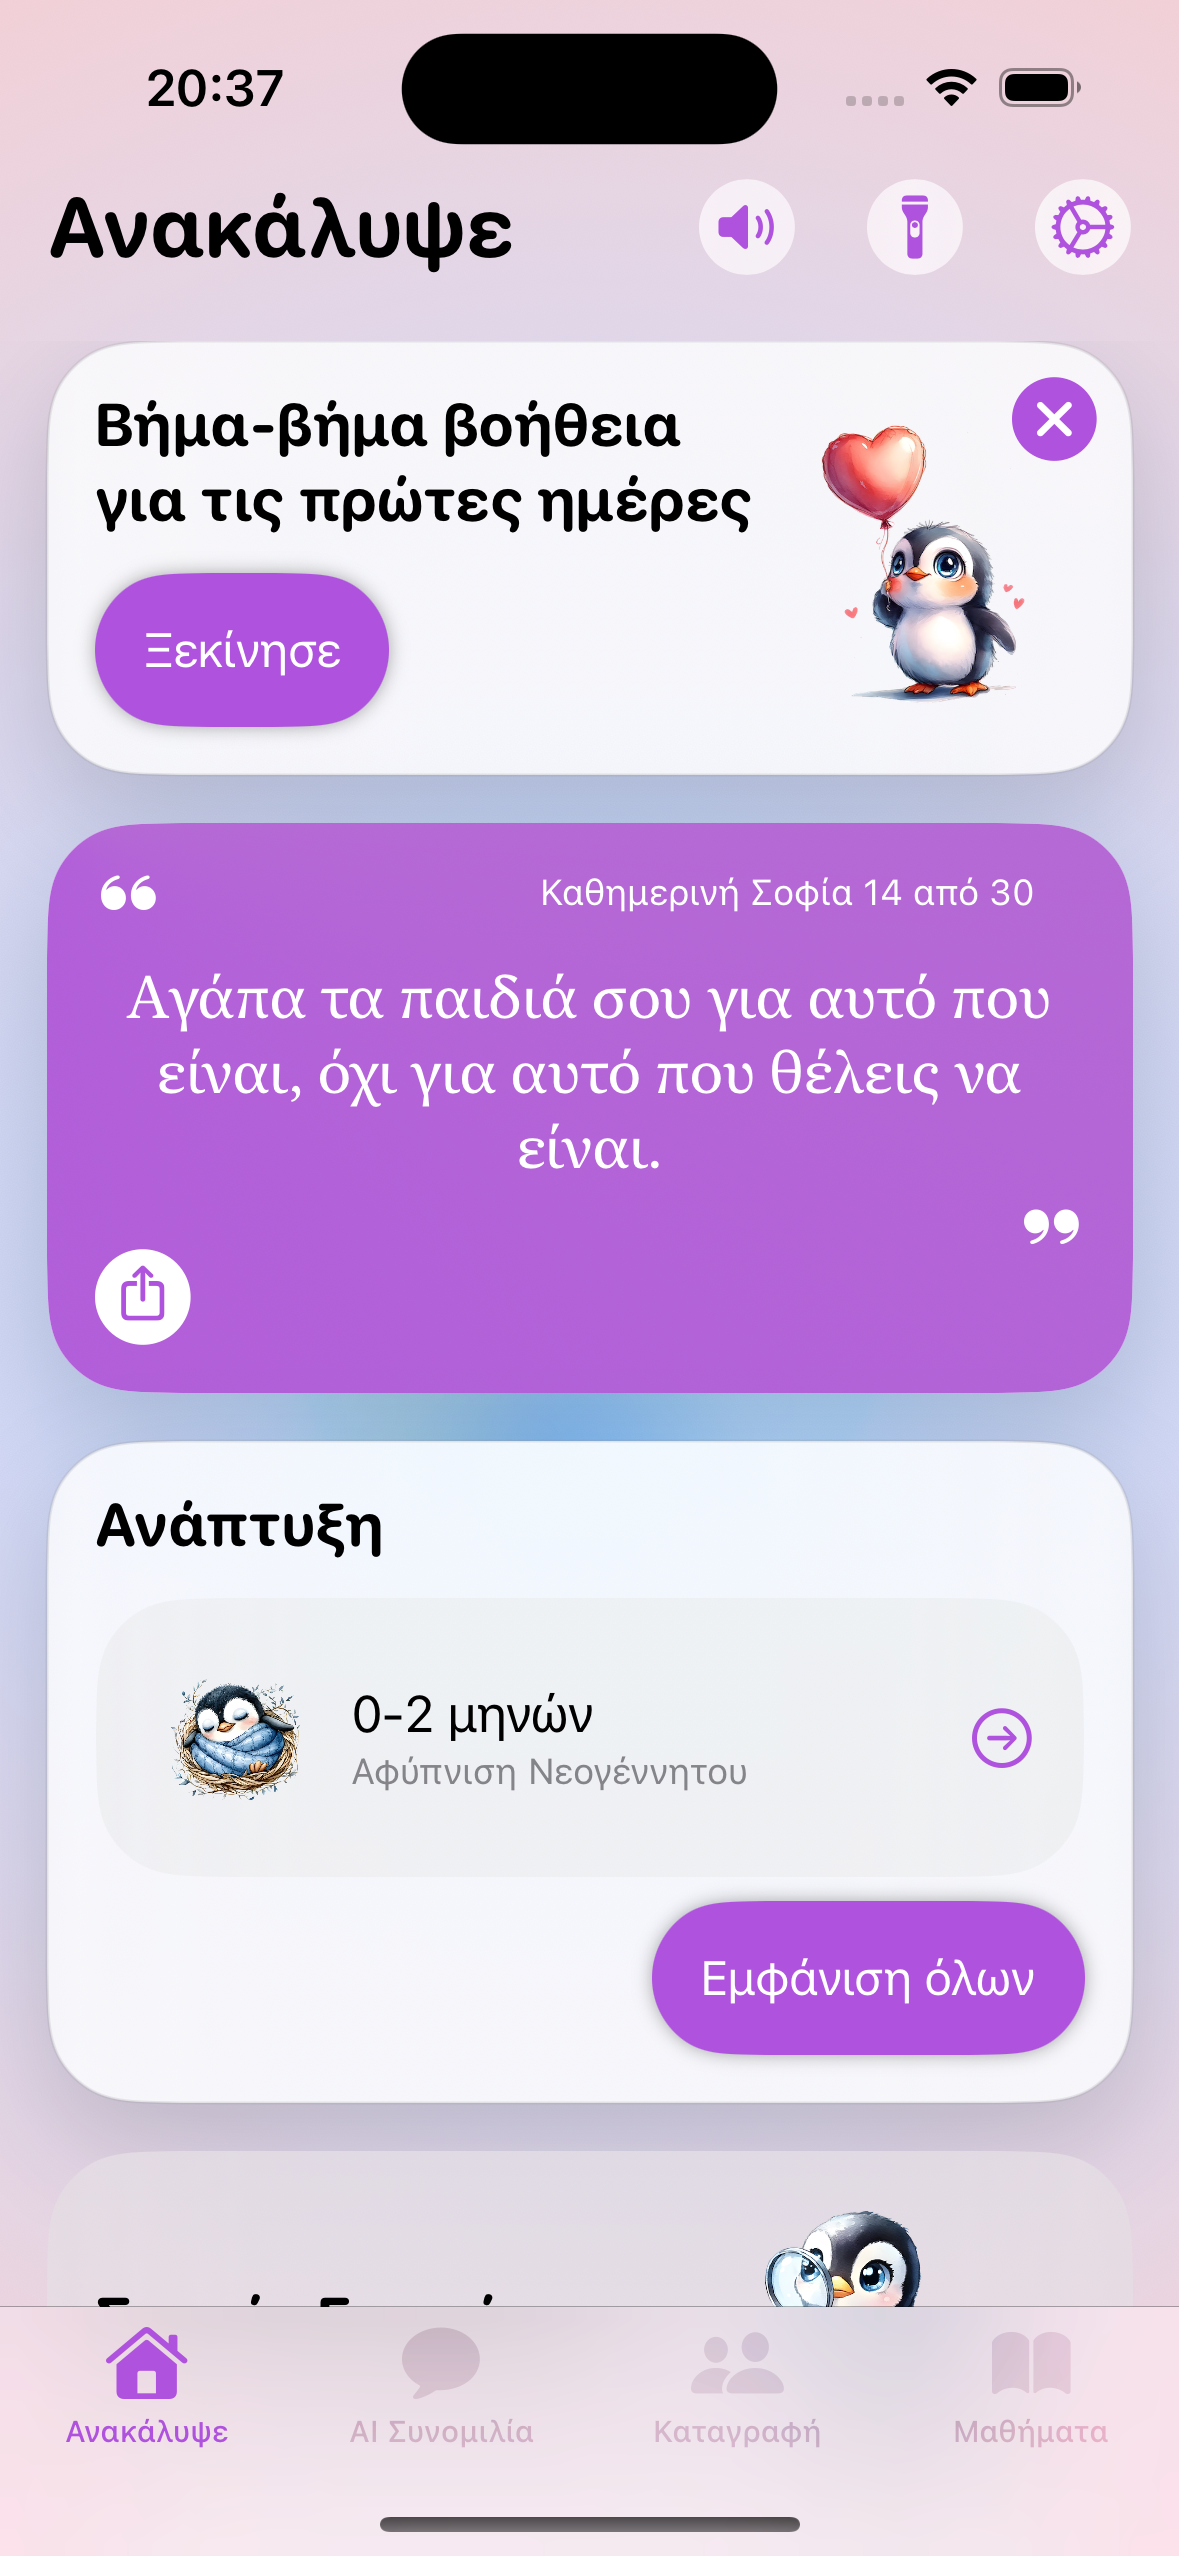 20:37
Ανακάλυψε
Βήμα-βήμα βοήθεια
για τις πρώτες ημέρες
Ξεκίνησε
Καθημερινή Σοφία 14 από 30
Αγάπα τα παιδιά σου για αυτό που
είναι, όχι για αυτό που θέλεις να
είναι.
Ανάπτυξη
0-2 μηνών
Αφύπνιση Νεογέννητου
Εμφάνιση όλων
Ανακάλυψε
AI Συνομιλία
Καταγραφή
Μαθήματα